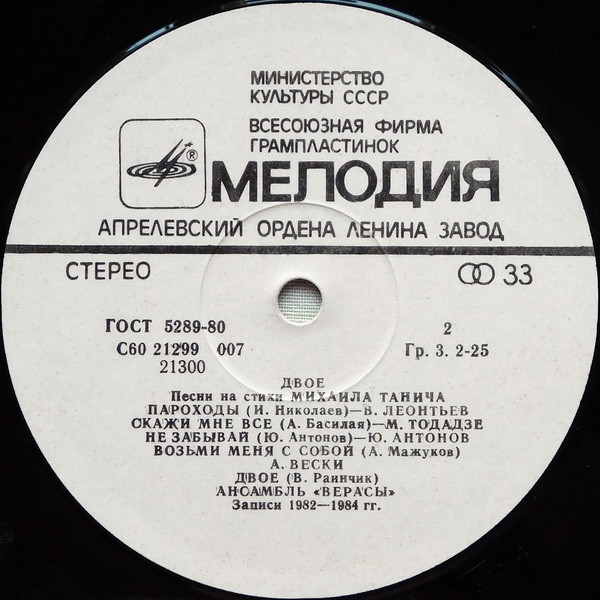 МИНИСТЕРСТВО
КУЛЬТУРЫ СССР
ВСЕСОЮЗНАЯ ФИРМА
ГРАМПЛАСТИНОК
®
МЕЛОДИЯ
АПРЕЛЕВСКИЙ ОРДЕНА ЛЕНИНА ЗАВОД
СТЕРЕО 33
ГОСТ 5289-80 2
С60 21299 007 Гр. 3. 2-25
21300
ДВОЕ
Песни на стихи МИХАИЛА ТАНИЧА
ПАРОХОДЫ (И. Николаев)—В. ЛЕОНТЬЕВ
СКАЖИ МНЕ ВСЕ (А. Басилая)—М. ТОДАДЗЕ
НЕ ЗАБЫВАЙ (Ю. Антонов)—Ю. АНТОНОВ
ВОЗЬМИ МЕНЯ С СОБОЙ (А. Мажуков)
А. ВЕСКИ
ДВОЕ (В. Раинчик)
АНСАМБЛЬ «ВЕРАСЫ»
Записи 1982—1984 гг.